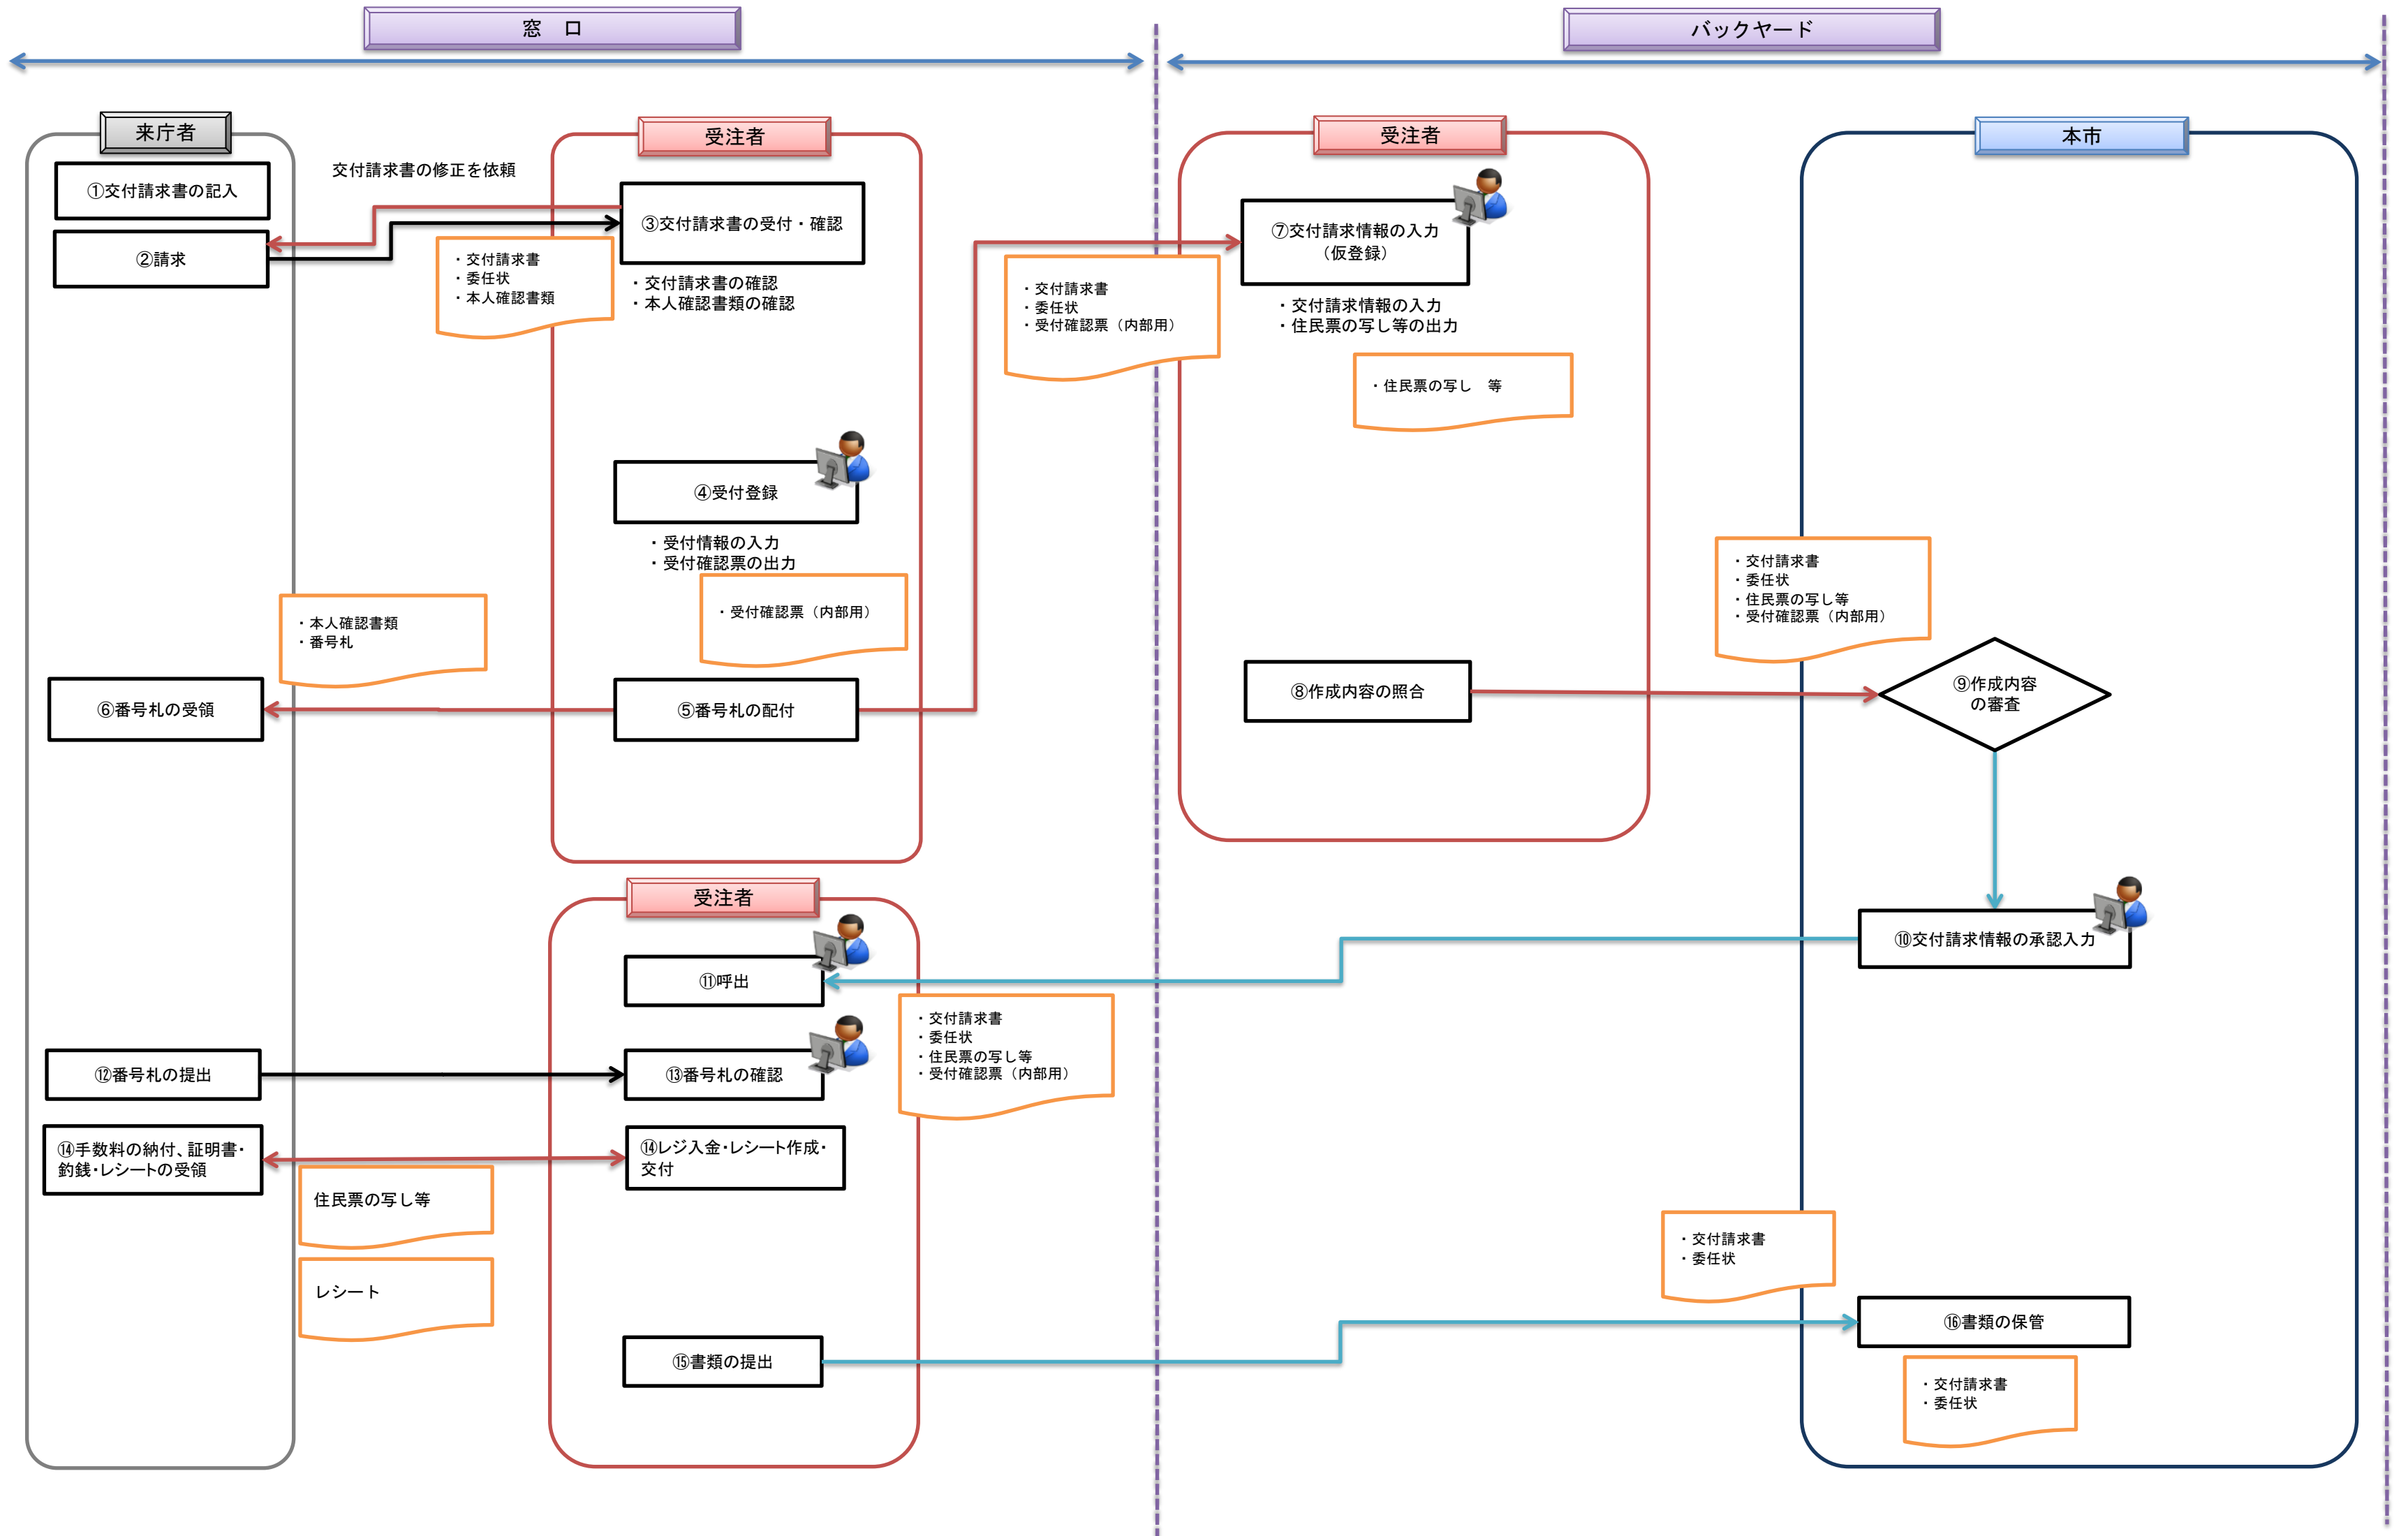 窓　口
バックヤード
来庁者
受注者
受注者
本市
①交付請求書の記入
交付請求書の修正を依頼
②請求
③交付請求書の受付・確認
・交付請求書
・委任状
・本人確認書類
・交付請求書の確認
・本人確認書類の確認
・交付請求書
・委任状
・受付確認票（内部用）
⑦交付請求情報の入力
（仮登録）
・交付請求情報の入力
・住民票の写し等の出力
・住民票の写し　等
④受付登録
・受付情報の入力
・受付確認票の出力
・受付確認票（内部用）
・本人確認書類
・番号札
⑥番号札の受領
⑤番号札の配付
⑧作成内容の照合
・交付請求書
・委任状
・住民票の写し等
・受付確認票（内部用）
⑨作成内容
の審査
受注者
⑩交付請求情報の承認入力
⑪呼出
・交付請求書
・委任状
・住民票の写し等
・受付確認票（内部用）
⑫番号札の提出
⑬番号札の確認
⑭手数料の納付、証明書・
釣銭・レシートの受領
⑭レジ入金・レシート作成・
交付
住民票の写し等
レシート
・交付請求書
・委任状
⑮書類の提出
⑯書類の保管
・交付請求書
・委任状